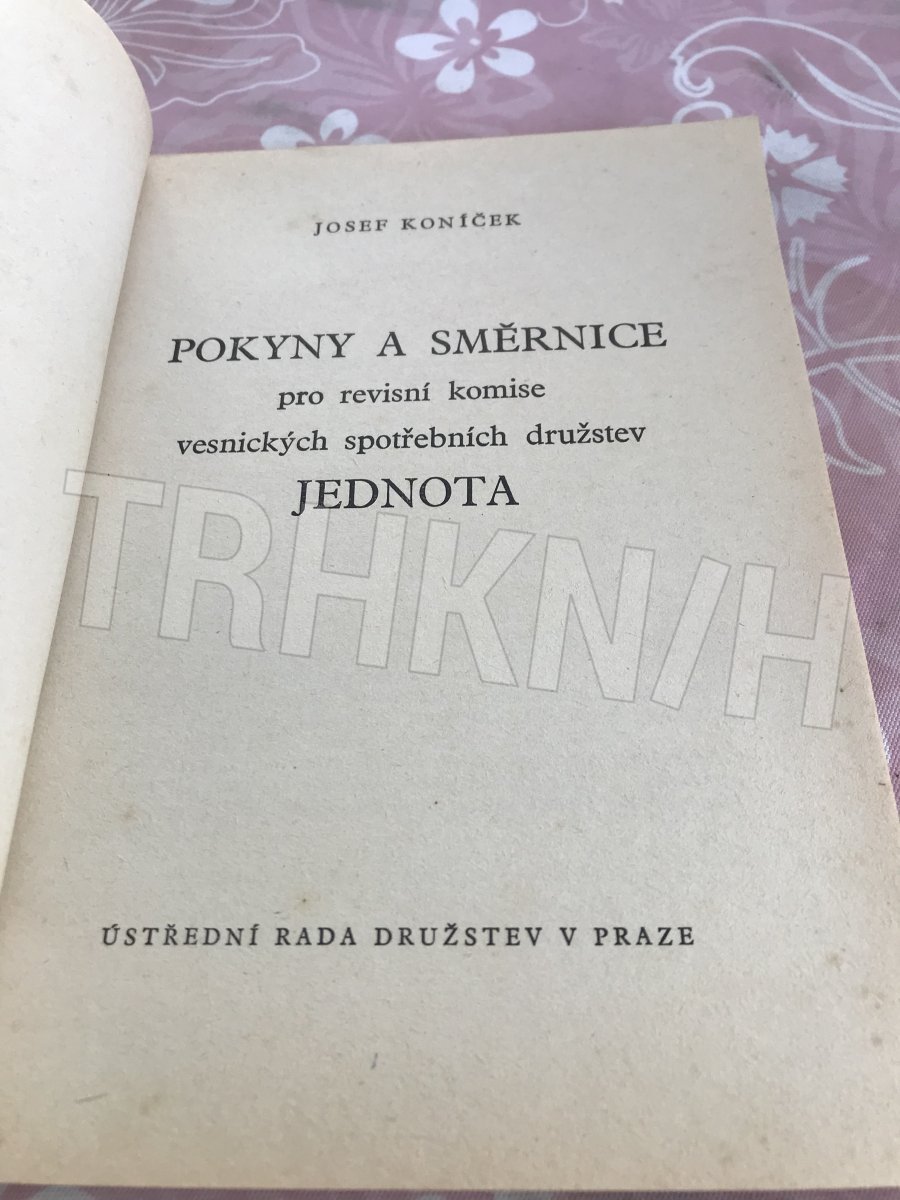 JOSEF KONÍČEK
POKYNY A SMĚRNICE
pro revisní komise
vesnických spotřebních družstev
JEDNOTA
TRHKNIH
ÚSTŘEDNÍ RADA DRUŽSTEV V PRAZE